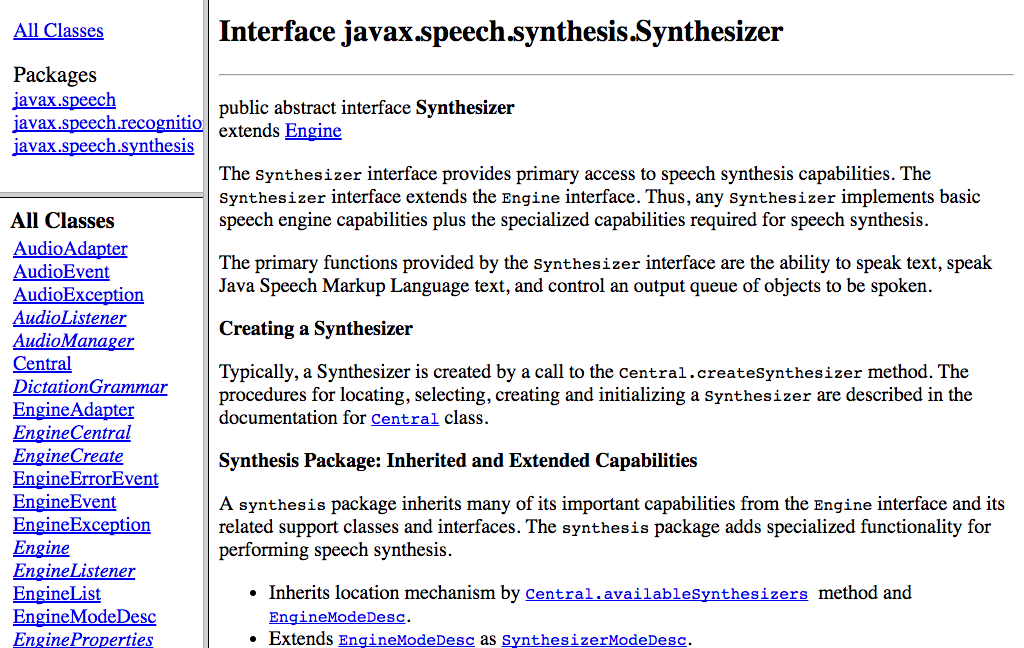 All Classes
Packages
javax.speech
javax.speech.recognitio
javax.speech.synthesis
All Classes
AudioAdapter
AudioEvent
AudioException
AudioListener
AudioManager
Central
DictationGrammar
EngineAdapter
EngineCentral
EngineCreate
EngineErrorEvent
EngineEvent
EngineException
Engine
EngineListener
EngineList
EngineModeDesc
EngineProperties
Interface javax.speech.synthesis.Synthesizer
public abstract interface Synthesizer
extends Engine
The Synthesizer interface provides primary access to speech synthesis capabilities. The
Synthesizer interface extends the Engine interface. Thus, any Synthesizer implements basic
speech engine capabilities plus the specialized capabilities required for speech synthesis.
The primary functions provided by the Synthesizer interface are the ability to speak text, speak
Java Speech Markup Language text, and control an output queue of objects to be spoken.
Creating a Synthesizer
Typically, a Synthesizer is created by a call to the Central.createSynthesizer method. The
procedures for locating, selecting, creating and initializing a Synthesizer are described in the
documentation for Central class.
Synthesis Package: Inherited and Extended Capabilities
A synthesis package inherits many of its important capabilities from the Engine interface and its
related support classes and interfaces. The synthesis package adds specialized functionality for
performing speech synthesis.
• Inherits location mechanism by Central.availableSynthesizers method and
EngineModeDesc.
• Extends EngineModeDesc as SynthesizerModeDesc.